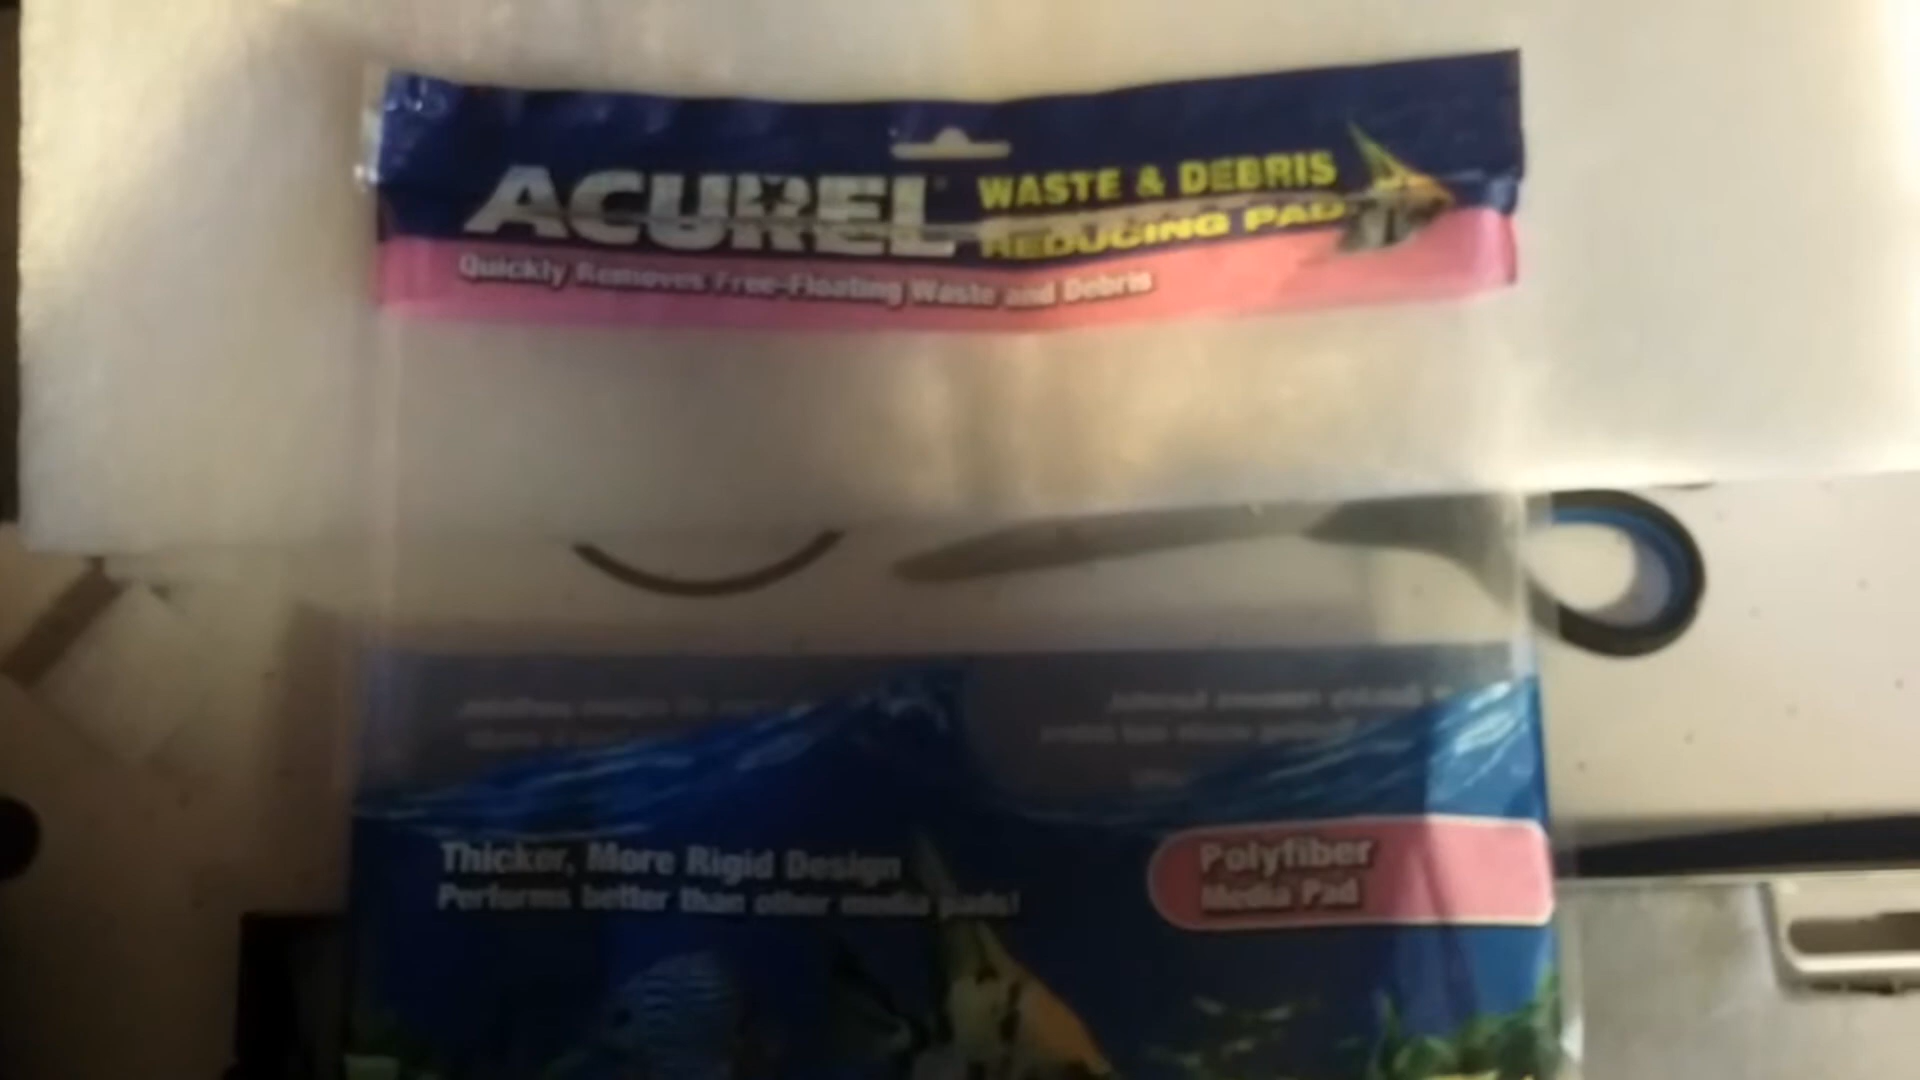 ACUREL
WASTE & DEBRIS
REDUCING PAD
Quickly Removes Free-Floating Waste and Debris
Thicker, More Rigid Design
Performs better than other media pads!
Polyfiber
Media Pad